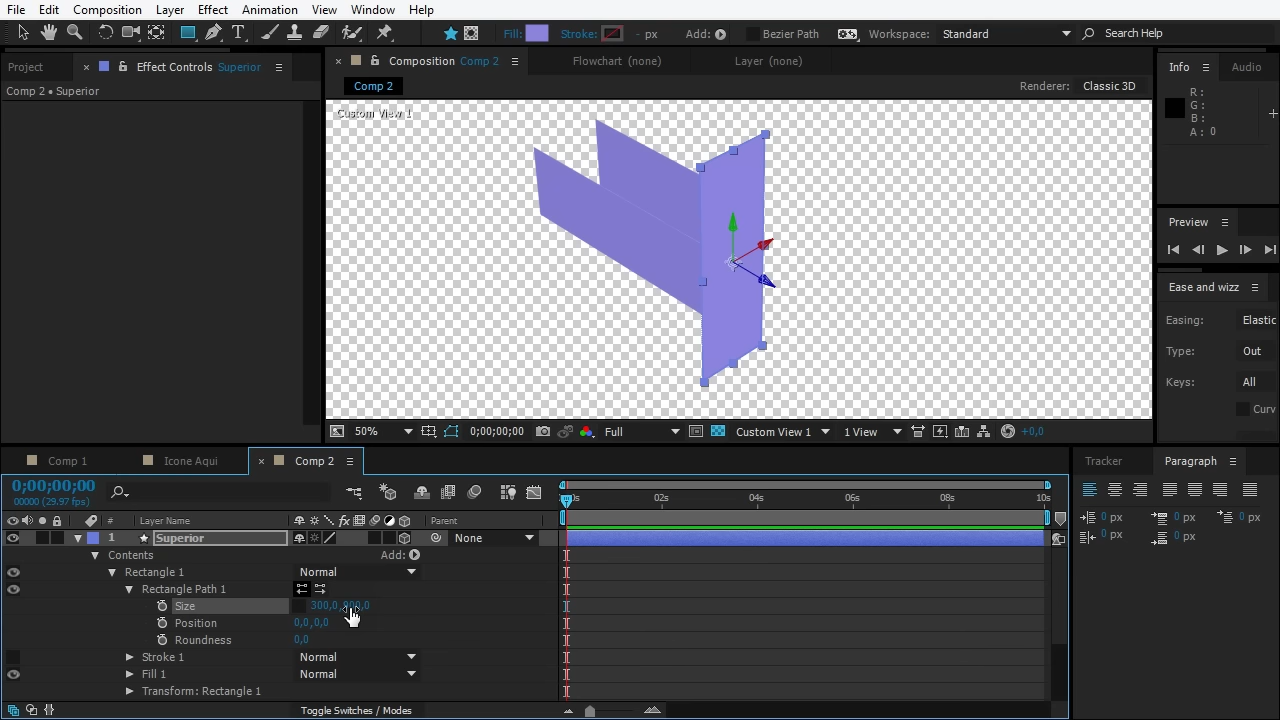 File Edit Composition Layer Effect Animation View Window Help
Fill: Stroke: - px Add: Bezier Path Workspace: Standard Search Help
Project × Effect Controls Superior
Comp 2 • Superior
× Composition Comp 2 Flowchart (none) Layer (none)
Comp 2 Renderer: Classic 3D
Custom View 1
Info Audio
R :
G :
B :
A : 0
Preview
Ease and wizz
Easing: Elastic
Type: Out
Keys: All
Curv
50% 0;00;00;00 Full Custom View 1 1 View +0,0
Comp 1 Icone Aqui × Comp 2
Tracker Paragraph
0;00;00;00
00000 (29.97 fps)
02s 04s 06s 08s 10s
# Layer Name fx Parent
1 Superior None
Contents Add:
Rectangle 1 Normal
Rectangle Path 1
Size 300,0
Position 0,0,0,0
Roundness 0,0
Stroke 1 Normal
Fill 1 Normal
Transform: Rectangle 1
Toggle Switches / Modes
0 px 0 px 0 px
0 px 0 px